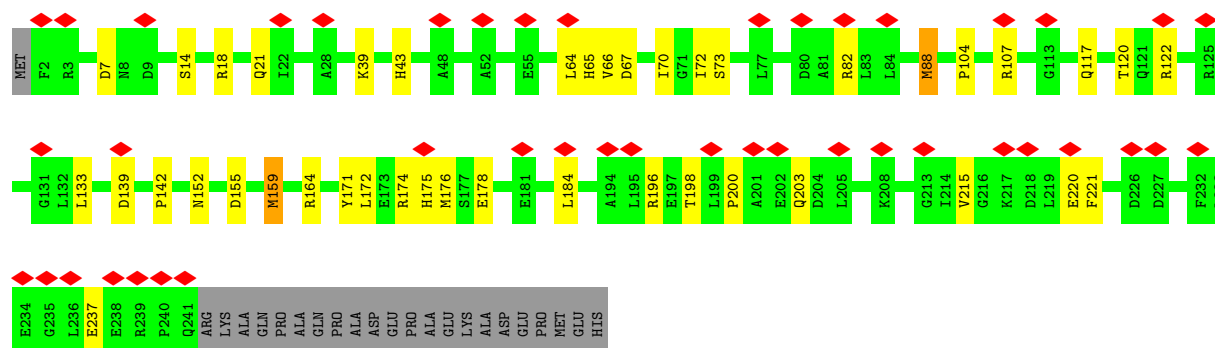 MET F2 R3 D7 N8 D9 S14 R18 Q21 I22 A28 K39 H43 A48 A52 E55 L64 H65 V66 D67 I70 G71 I72 S73 L77 D80 A81 R82 L83 L84 M88 P104 R107 G113 Q117 T120 Q121 R122 R125
G131 L132 L133 D139 P142 N152 D155 M159 R164 Y171 L172 E173 R174 H175 M176 S177 E178 E181 L184 A194 L195 R196 E197 T198 L199 P200 A201 E202 Q203 D204 L205 K208 G213 I214 V215 G216 K217 D218 L219 E220 F221 D226 D227 F232
E234 G235 L236 E237 E238 R239 P240 Q241 ARG LYS ALA GLN PRO ALA GLN PRO ALA ASP GLU PRO ALA GLU LYS ALA ASP GLU PRO MET GLU HIS